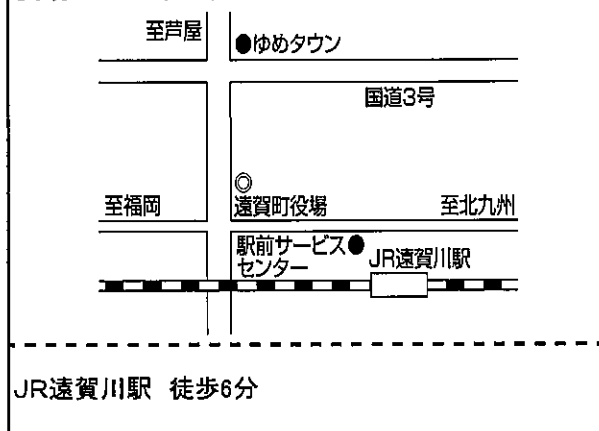 至芦屋
●ゆめタウン
国道3号
◎
遠賀町役場
至福岡
至北九州
駅前サービス●
センター
JR遠賀川駅
JR遠賀川駅 徒歩6分